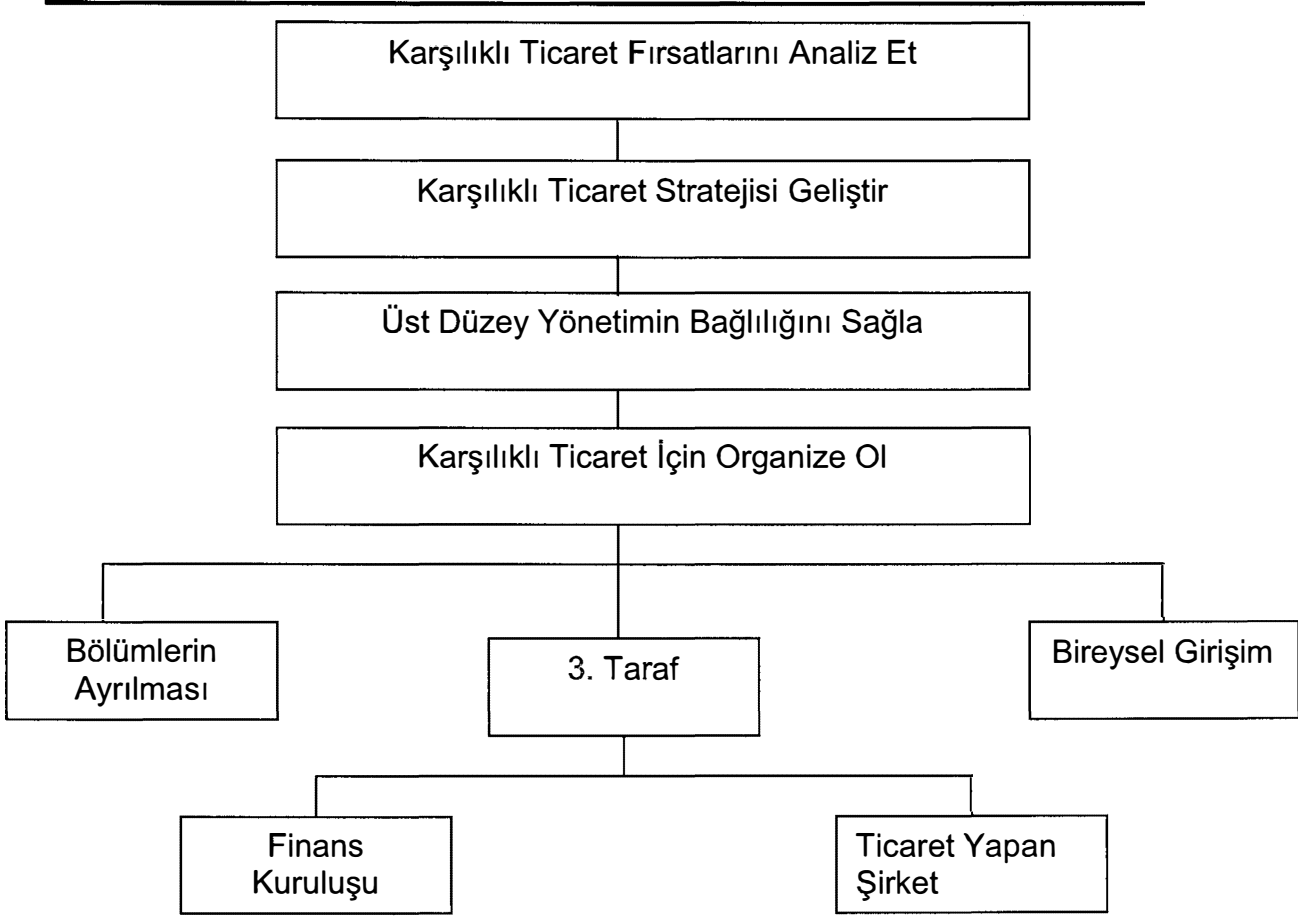 Karşılıklı Ticaret Fırsatlarını Analiz Et
Karşılıklı Ticaret Stratejisi Geliştir
Üst Düzey Yönetimin Bağlılığını Sağla
Karşılıklı Ticaret İçin Organize Ol
Bölümlerin
Ayrılması
3. Taraf
Bireysel Girişim
Finans
Kuruluşu
Ticaret Yapan
Şirket